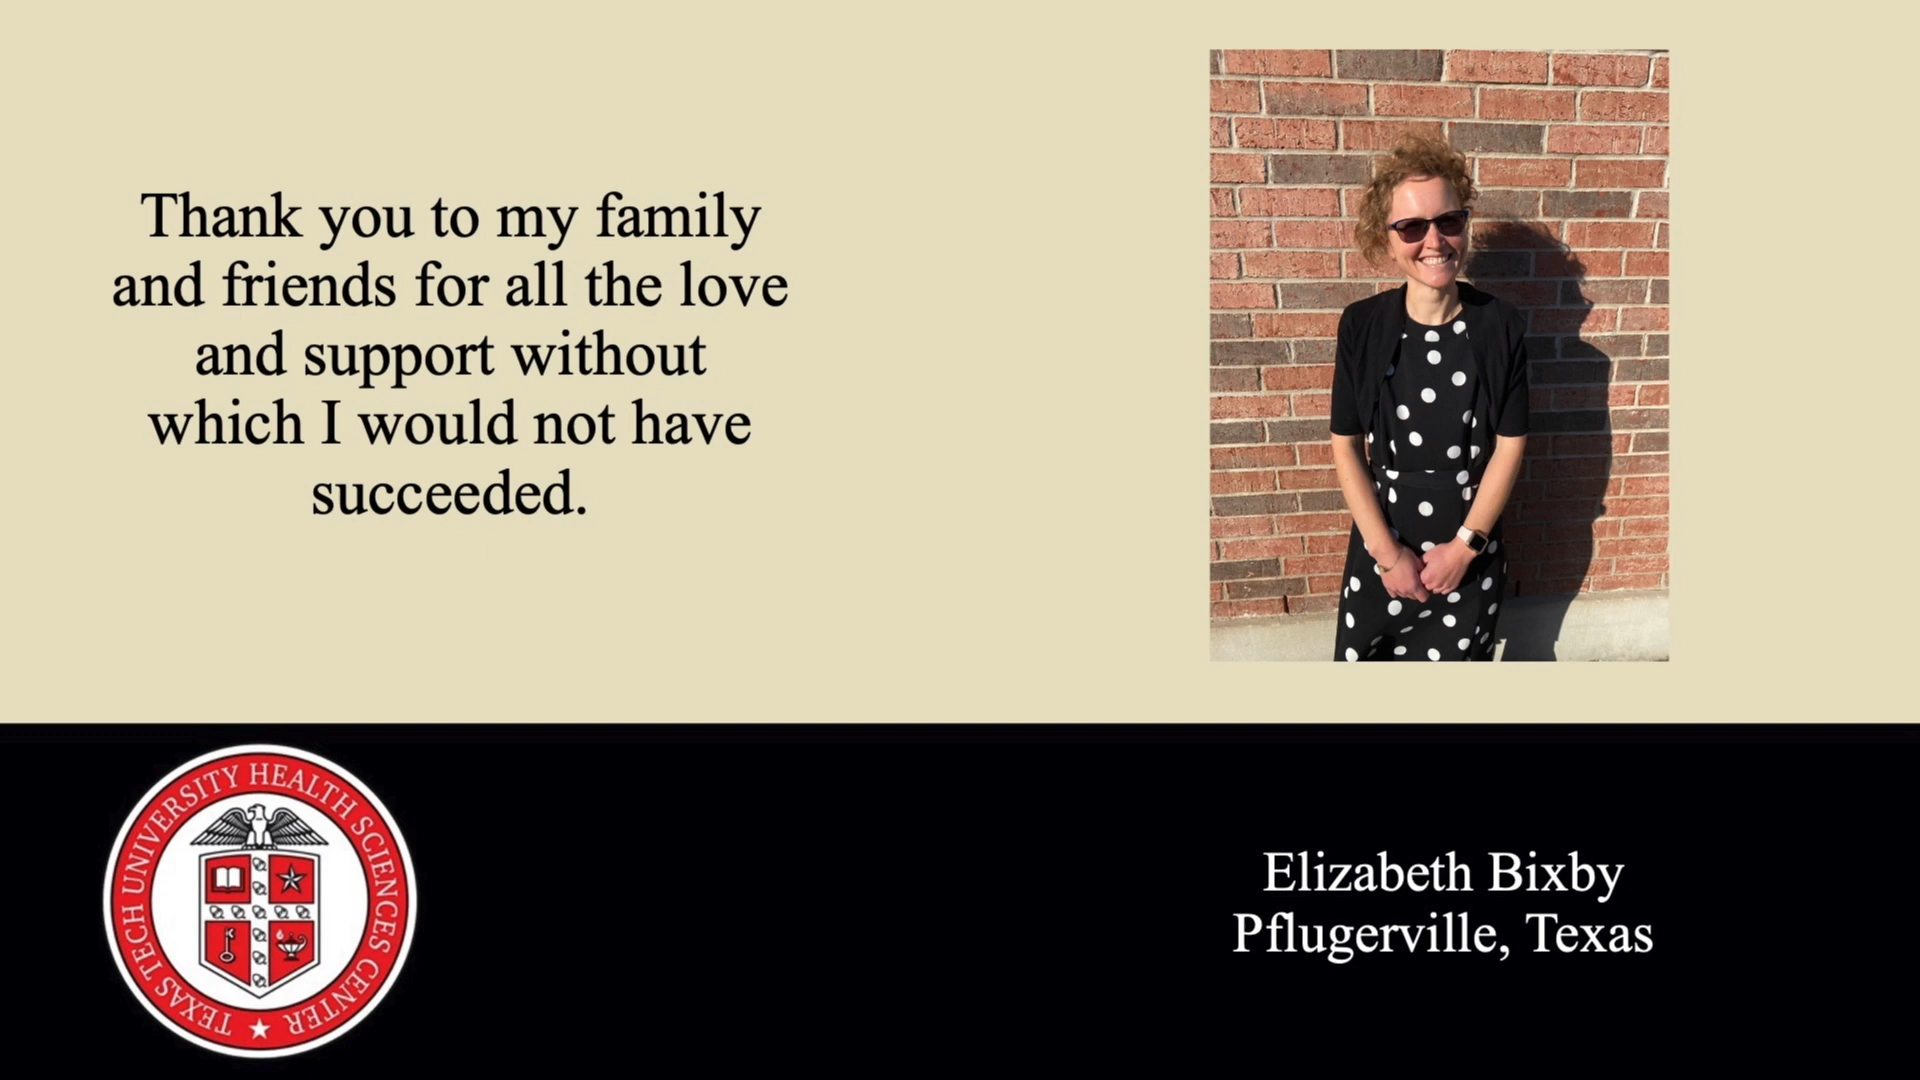 Thank you to my family
and friends for all the love
and support without
which I would not have
succeeded.
TEXAS TECH UNIVERSITY HEALTH SCIENCES CENTER
Elizabeth Bixby
Pflugerville, Texas